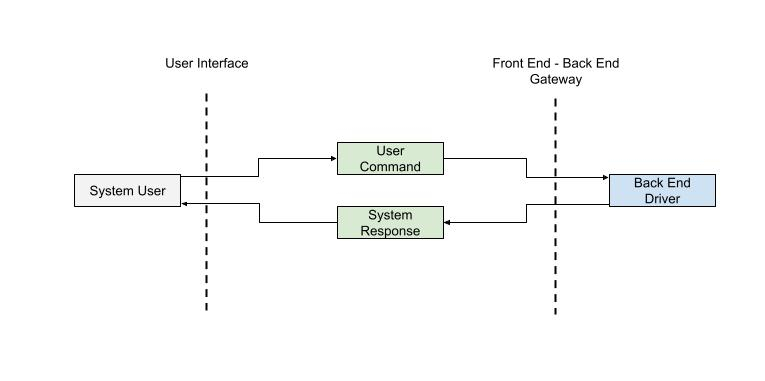 User Interface
Front End - Back End
Gateway
User
Command
System User
Back End
Driver
System
Response